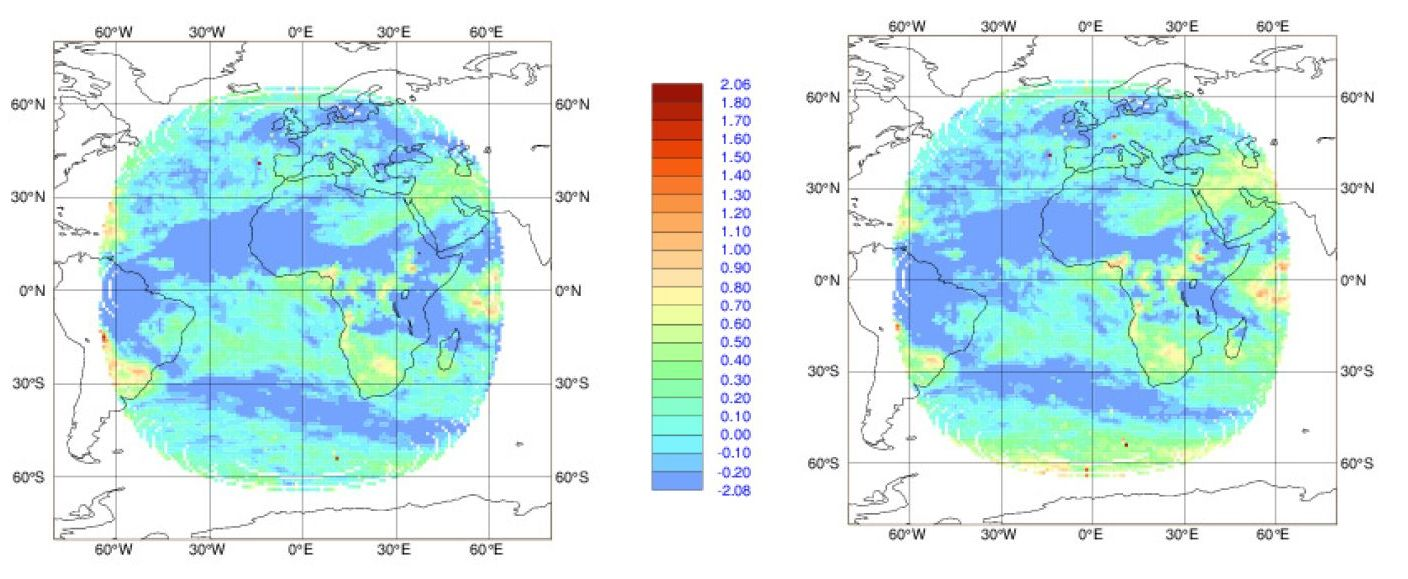 60°W 30°W 0°E 30°E 60°E
60°W 30°W 0°E 30°E 60°E
60°N 60°N
30°N 30°N
0°N 0°N
30°S 30°S
60°S 60°S
60°W 30°W 0°E 30°E 60°E
2.06
1.80
1.70
1.60
1.50
1.40
1.30
1.20
1.10
1.00
0.90
0.80
0.70
0.60
0.50
0.40
0.30
0.20
0.10
0.00
-0.10
-0.20
-2.08
60°N 60°N
30°N 30°N
0°N 0°N
30°S 30°S
60°S 60°S
60°W 30°W 0°E 30°E 60°E